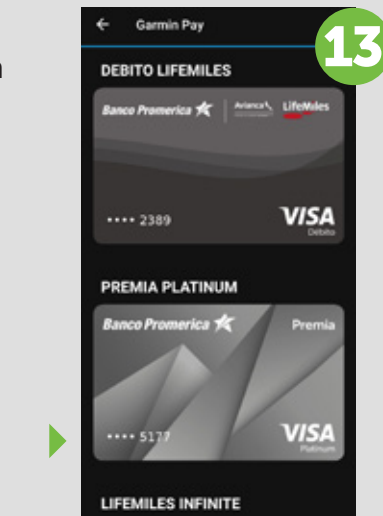 ← Garmin Pay
13
DEBITO LIFEMILES
Banco Promerica Avianca LifeMiles
•••• 2389 VISA
Débito
PREMIA PLATINUM
Banco Promerica Premia
•••• 5177 VISA
Platinum
LIFEMILES INFINITE